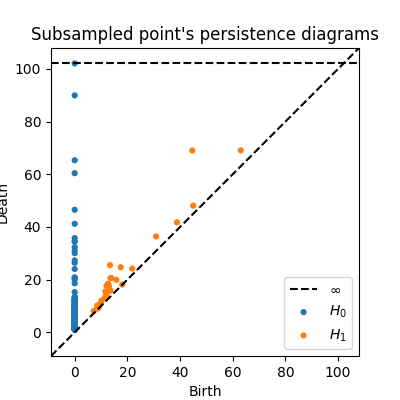 Subsampled point's persistence diagrams
100
80
60
40
20
0
Death
∞
H₀
H₁
0 20 40 60 80 100
Birth